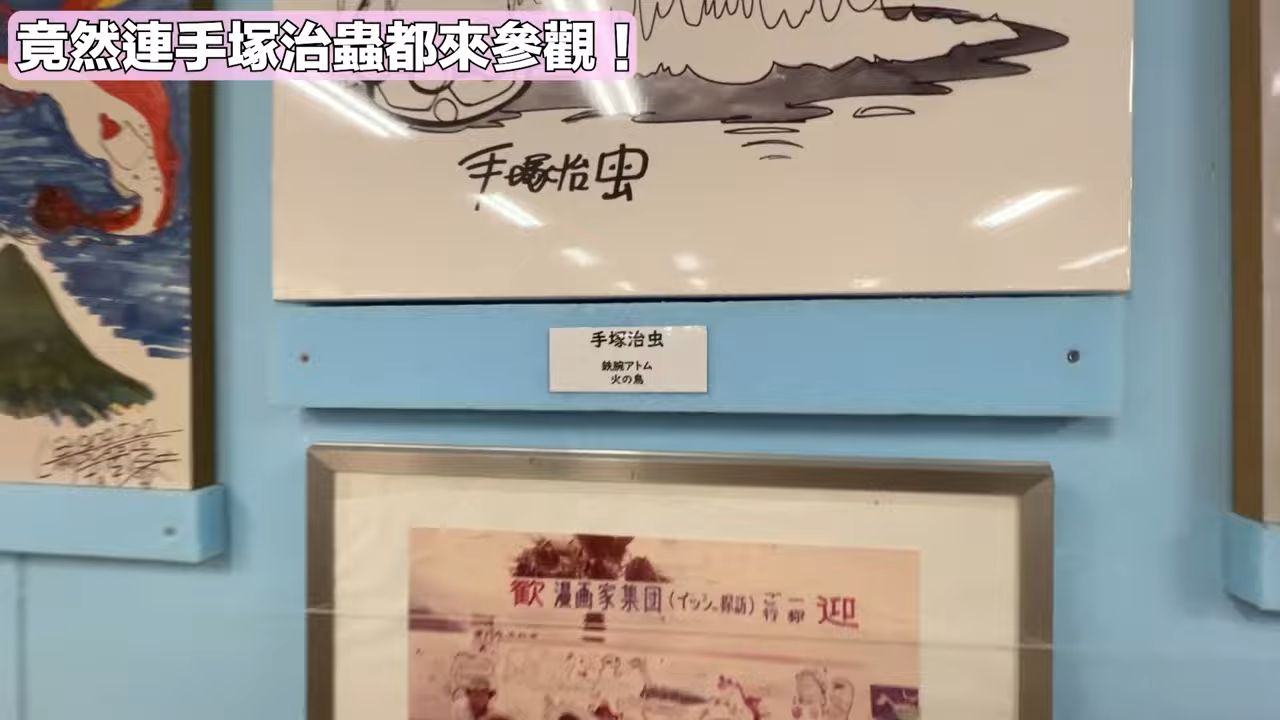 竟然連手塚治蟲都來參觀！
手塚治虫
手塚治虫
鉄腕アトム
火の鳥
歓 漫画家集団（イッシー探訪）ご一行御 迎